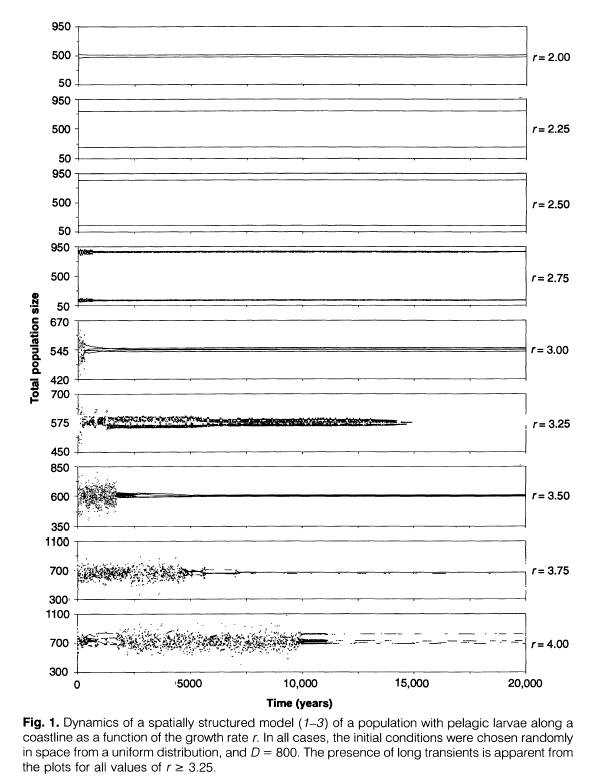 950
500
50
r = 2.00
950
500
50
r = 2.25
950
500
50
r = 2.50
950
500
50
r = 2.75
Total population size
670
545
420
r = 3.00
700
575
450
r = 3.25
850
600
350
r = 3.50
1100
700
300
r = 3.75
1100
700
300
r = 4.00
0 5000 10,000 15,000 20,000
Time (years)
Fig. 1. Dynamics of a spatially structured model (1–3) of a population with pelagic larvae along a
coastline as a function of the growth rate r. In all cases, the initial conditions were chosen randomly
in space from a uniform distribution, and D = 800. The presence of long transients is apparent from
the plots for all values of r ≥ 3.25.